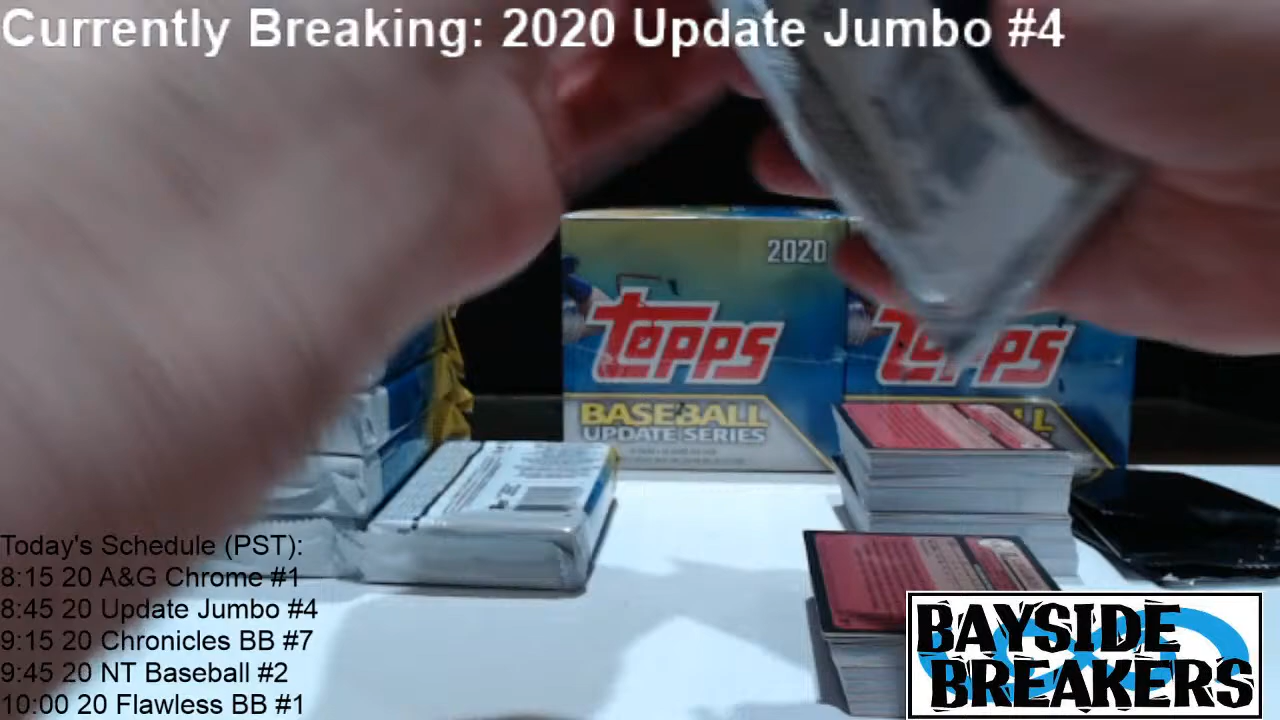 Currently Breaking: 2020 Update Jumbo #4
2020
Topps
BASEBALL
UPDATE SERIES
Today's Schedule (PST):
8:15 20 A&G Chrome #1
8:45 20 Update Jumbo #4
9:15 20 Chronicles BB #7
9:45 20 NT Baseball #2
10:00 20 Flawless BB #1
BAYSIDE
BREAKERS